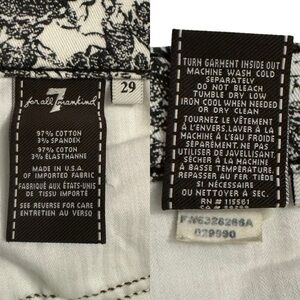 7
for all mankind
29
97% COTTON
3% SPANDEX
97% COTON
3% ÉLASTHANNE
MADE IN U.S.A.
OF IMPORTED FABRIC
FABRIQUÉ AUX ÉTATS-UNIS
DE TISSU IMPORTÉ
SEE REVERSE FOR CARE
ENTRETIEN AU VERSO
TURN GARMENT INSIDE OUT
MACHINE WASH COLD
SEPARATELY
DO NOT BLEACH
TUMBLE DRY LOW
IRON COOL WHEN NEEDED
OR DRY CLEAN
TOURNEZ LE VÊTEMENT
À L'ENVERS.LAVER À LA
MACHINE À L'EAU FROIDE
SÉPAREMENT. NE PAS
UTILISER DE JAVELLISANT.
SÉCHER À LA MACHINE À
BASSE TEMPERATURE.
REPASSER AU FER TIÈDE
SI NÉCESSAIRE
OU NETTOYER À SEC
RN # 115561